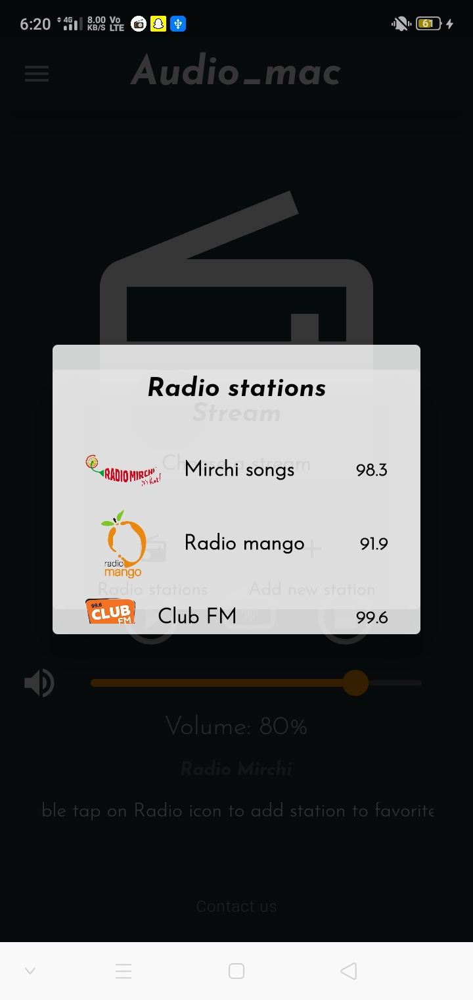 6:20 4G 8.00 KB/S Vo LTE 61
Audio_mac
Radio stations
Stream
Choose a stream
RADIO MIRCHI
it's hot!
Mirchi songs 98.3
radio
mango
Radio mango 91.9
Radio stations Add new station
99.6
CLUB
FM
Club FM 99.6
Volume: 80%
Radio Mirchi
ble tap on Radio icon to add station to favorite
Contact us